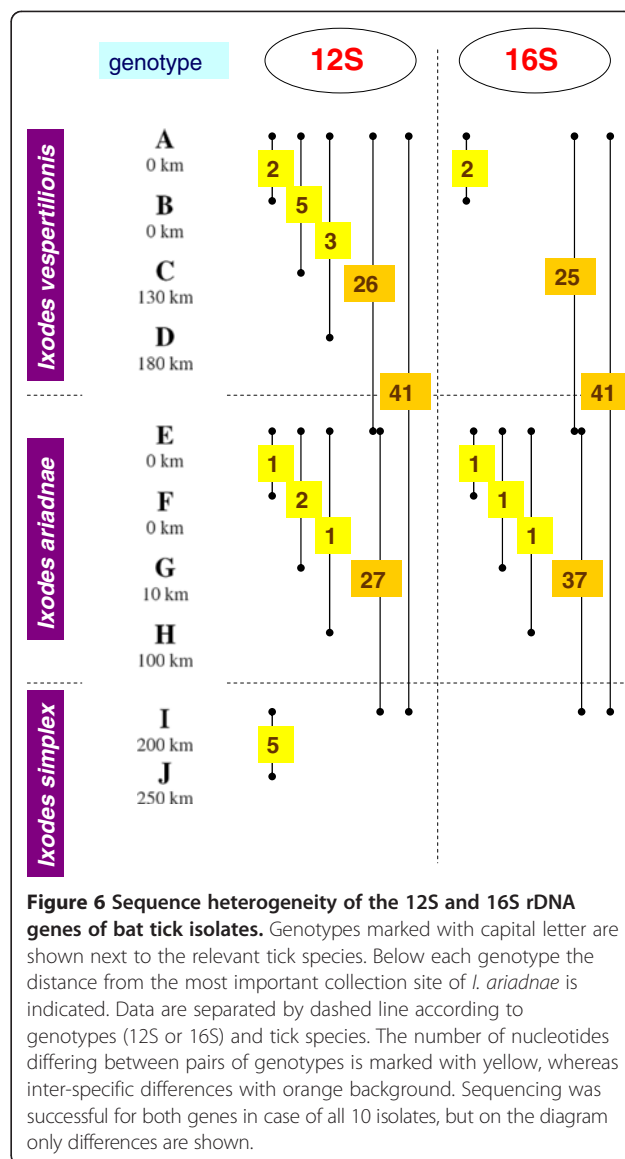 genotype 12S 16S
Ixodes vespertilionis
A
0 km
2 2
B
0 km
5
3
C
130 km
26 25
D
180 km
41 41
Ixodes ariadnae
E
0 km
1 1
F
0 km
2 1
1 1
G
10 km
27 37
H
100 km
Ixodes simplex
I
200 km
5
J
250 km
Figure 6 Sequence heterogeneity of the 12S and 16S rDNA
genes of bat tick isolates. Genotypes marked with capital letter are
shown next to the relevant tick species. Below each genotype the
distance from the most important collection site of I. ariadnae is
indicated. Data are separated by dashed line according to
genotypes (12S or 16S) and tick species. The number of nucleotides
differing between pairs of genotypes is marked with yellow, whereas
inter-specific differences with orange background. Sequencing was
successful for both genes in case of all 10 isolates, but on the diagram
only differences are shown.